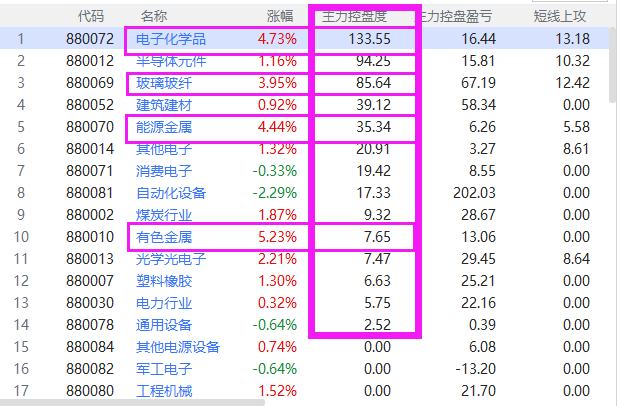 代码 名称 涨幅 主力控盘度 主力控盘盈亏 短线上攻
1 880072 电子化学品 4.73% 133.55 16.44 13.18
2 880012 半导体元件 1.16% 94.25 15.81 10.32
3 880069 玻璃玻纤 3.95% 85.64 67.19 12.42
4 880052 建筑建材 0.92% 39.12 58.34 0.00
5 880070 能源金属 4.44% 35.34 6.26 5.58
6 880014 其他电子 1.32% 20.91 3.27 8.61
7 880071 消费电子 -0.33% 19.42 8.55 0.00
8 880081 自动化设备 -2.29% 17.33 202.03 0.00
9 880002 煤炭行业 1.87% 9.32 28.67 0.00
10 880010 有色金属 5.23% 7.65 13.06 0.00
11 880013 光学光电子 2.21% 7.47 29.45 8.64
12 880007 塑料橡胶 1.30% 6.63 25.21 0.00
13 880030 电力行业 0.32% 5.75 22.16 0.00
14 880078 通用设备 -0.64% 2.52 0.39 0.00
15 880084 其他电源设备 0.74% 0.00 6.08 0.00
16 880082 军工电子 -0.64% 0.00 -13.20 0.00
17 880080 工程机械 1.52% 0.00 21.70 0.00